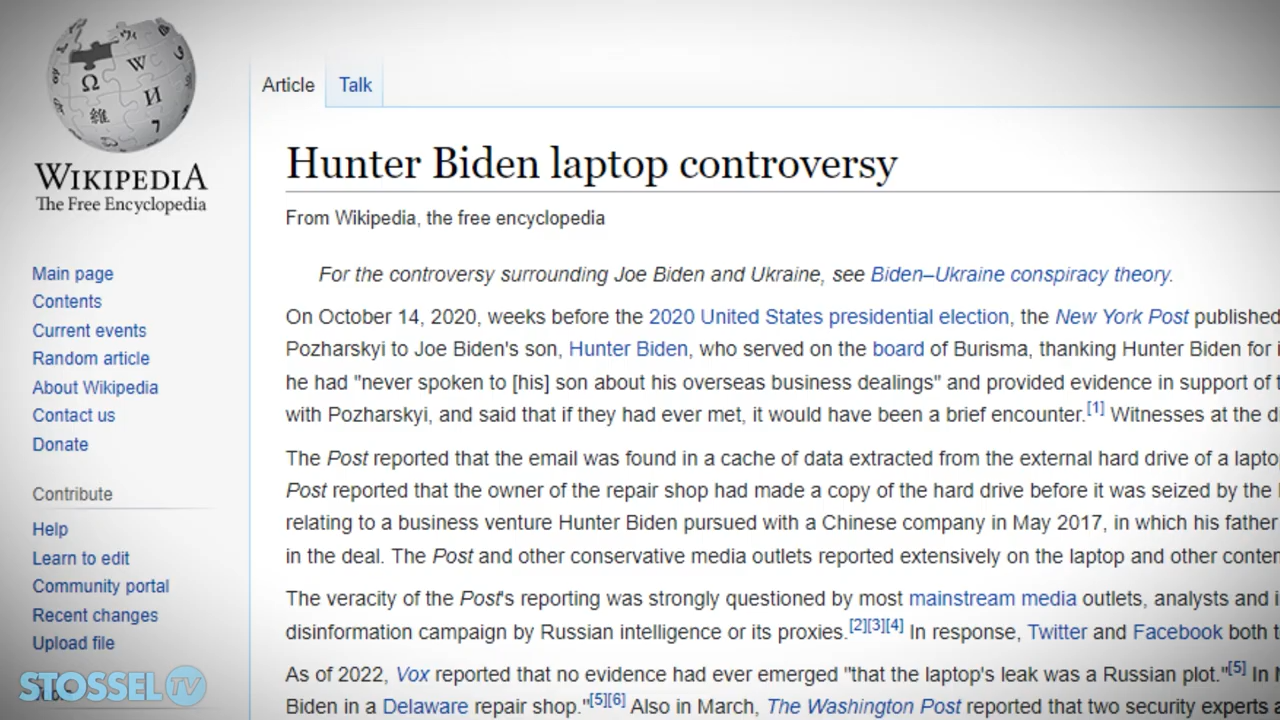 WIKIPEDIA
The Free Encyclopedia
Main page
Contents
Current events
Random article
About Wikipedia
Contact us
Donate
Contribute
Help
Learn to edit
Community portal
Recent changes
Upload file
Article Talk
Hunter Biden laptop controversy
From Wikipedia, the free encyclopedia
For the controversy surrounding Joe Biden and Ukraine, see Biden–Ukraine conspiracy theory.
On October 14, 2020, weeks before the 2020 United States presidential election, the New York Post published
Pozharskyi to Joe Biden's son, Hunter Biden, who served on the board of Burisma, thanking Hunter Biden for
he had "never spoken to [his] son about his overseas business dealings" and provided evidence in support of
with Pozharskyi, and said that if they had ever met, it would have been a brief encounter.[1] Witnesses at the
The Post reported that the email was found in a cache of data extracted from the external hard drive of a
Post reported that the owner of the repair shop had made a copy of the hard drive before it was seized by the
relating to a business venture Hunter Biden pursued with a Chinese company in May 2017, in which his father
in the deal. The Post and other conservative media outlets reported extensively on the laptop and other
The veracity of the Post's reporting was strongly questioned by most mainstream media outlets, analysts and
disinformation campaign by Russian intelligence or its proxies.[2][3][4] In response, Twitter and Facebook both
As of 2022, Vox reported that no evidence had ever emerged "that the laptop's leak was a Russian plot."[5] In
Biden in a Delaware repair shop."[5][6] Also in March, The Washington Post reported that two security experts
STOSSEL TV